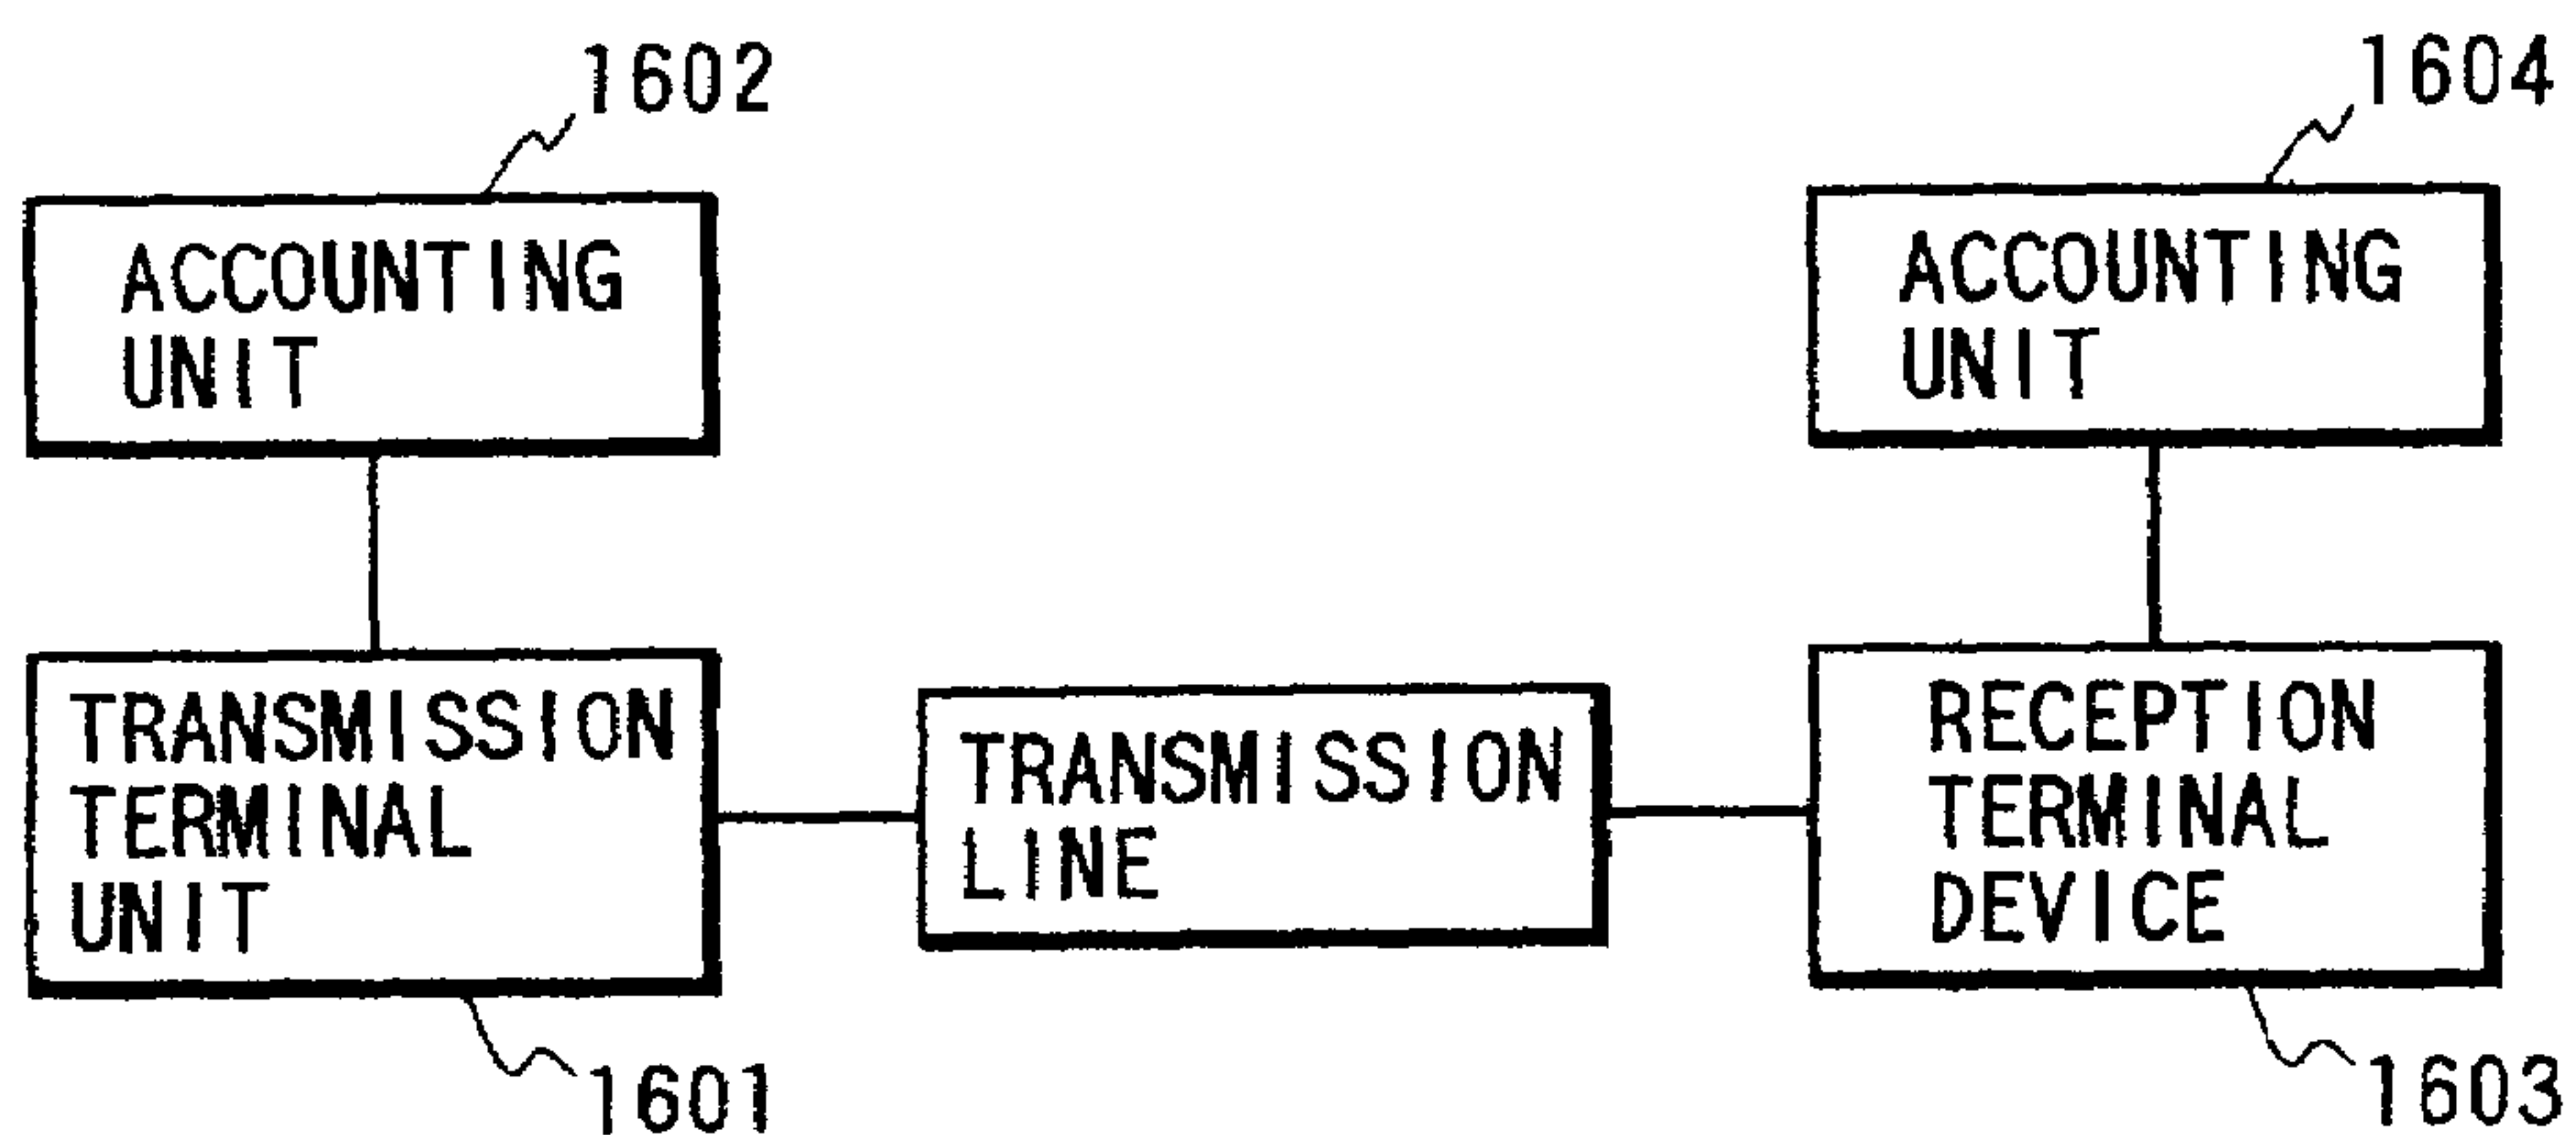 1602
1604
ACCOUNTING
UNIT
ACCOUNTING
UNIT
TRANSMISSION
TERMINAL
UNIT
TRANSMISSION
LINE
RECEPTION
TERMINAL
DEVICE
1601
1603